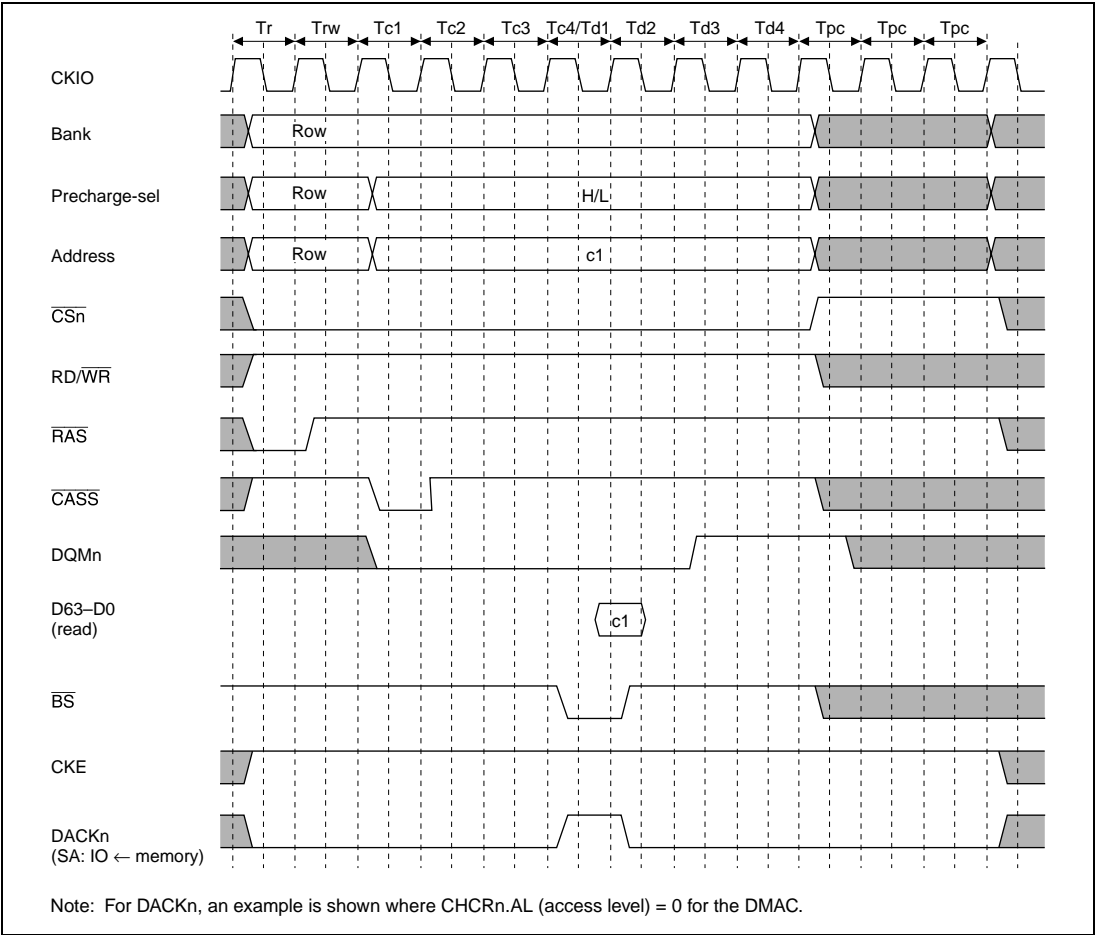 Tr Trw Tc1 Tc2 Tc3 Tc4/Td1 Td2 Td3 Td4 Tpc Tpc Tpc
CKIO
Bank Row
Precharge-sel Row H/L
Address Row c1
CSn
RD/WR
RAS
CASS
DQMn
D63–D0
(read) c1
BS
CKE
DACKn
(SA: IO ← memory)
Note: For DACKn, an example is shown where CHCRn.AL (access level) = 0 for the DMAC.